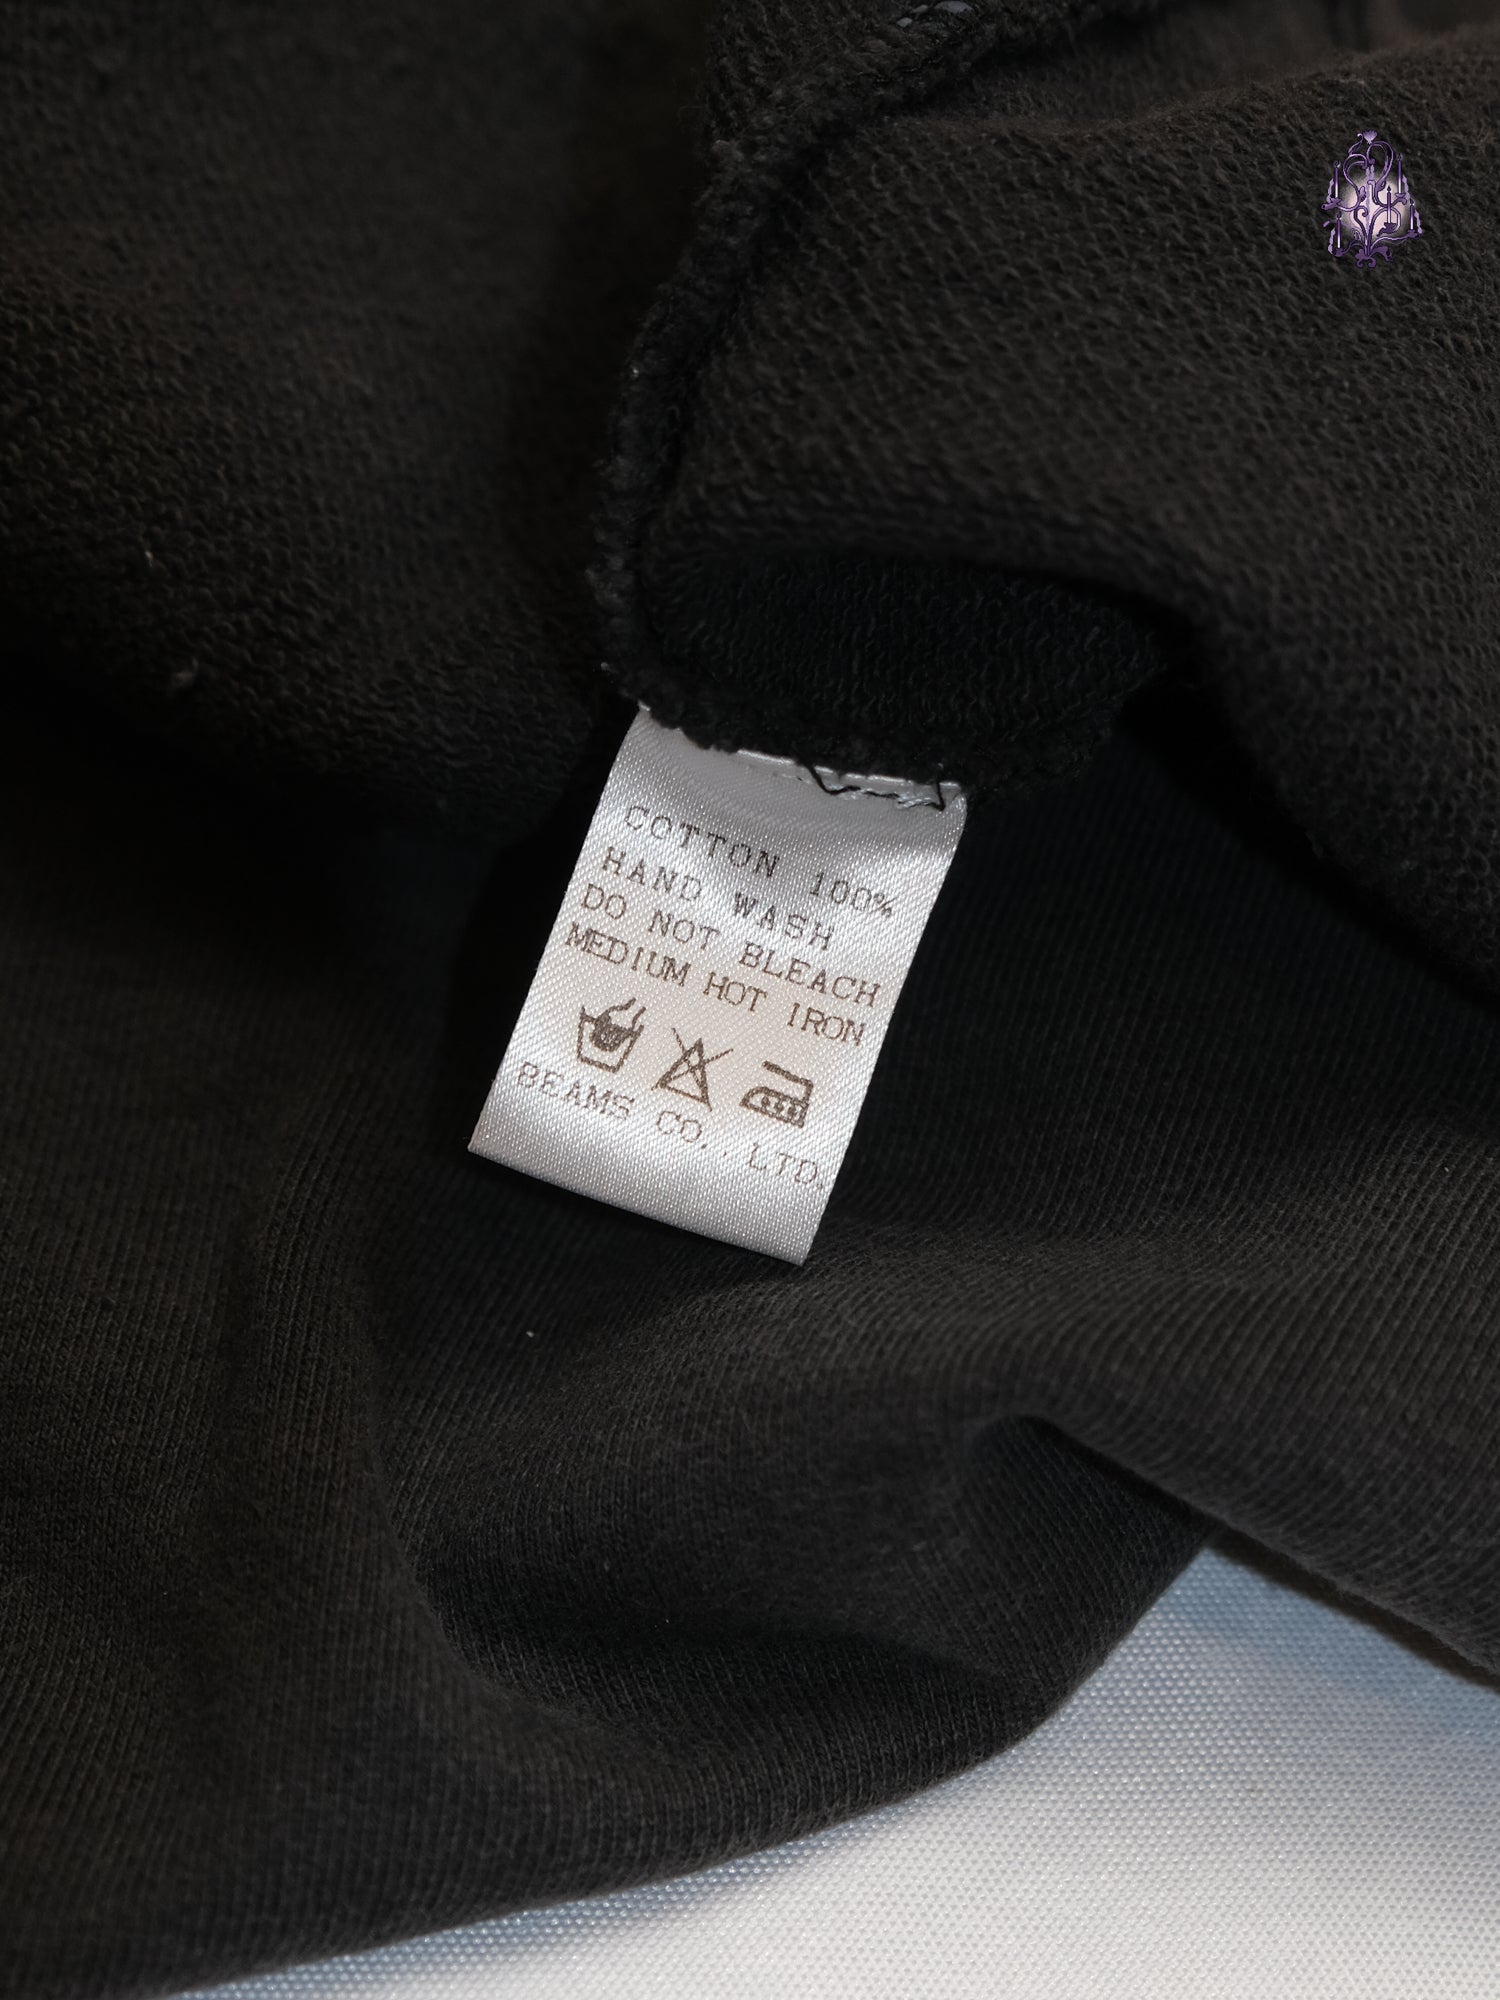 COTTON 100%
HAND WASH
DO NOT BLEACH
MEDIUM HOT IRON
BEAMS CO., LTD.